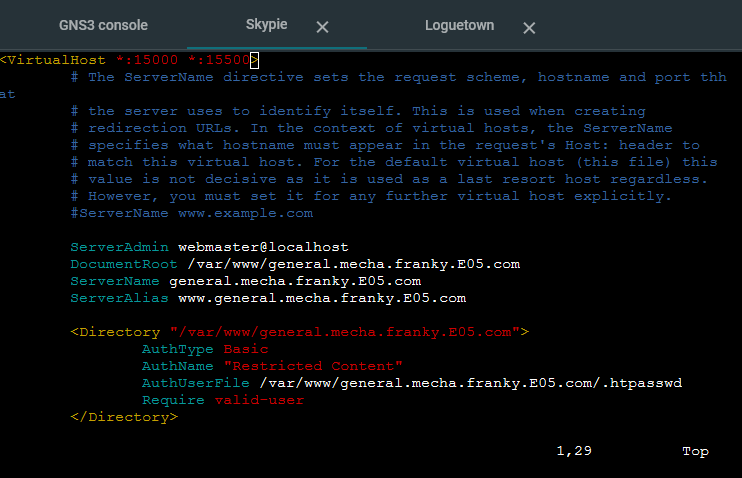 GNS3 console Skypie Loguetown
<VirtualHost *:15000 *:15500>
# The ServerName directive sets the request scheme, hostname and port thh
at
# the server uses to identify itself. This is used when creating
# redirection URLs. In the context of virtual hosts, the ServerName
# specifies what hostname must appear in the request's Host: header to
# match this virtual host. For the default virtual host (this file) this
# value is not decisive as it is used as a last resort host regardless.
# However, you must set it for any further virtual host explicitly.
#ServerName www.example.com
ServerAdmin webmaster@localhost
DocumentRoot /var/www/general.mecha.franky.E05.com
ServerName general.mecha.franky.E05.com
ServerAlias www.general.mecha.franky.E05.com
<Directory "/var/www/general.mecha.franky.E05.com">
AuthType Basic
AuthName "Restricted Content"
AuthUserFile /var/www/general.mecha.franky.E05.com/.htpasswd
Require valid-user
</Directory>
1,29 Top